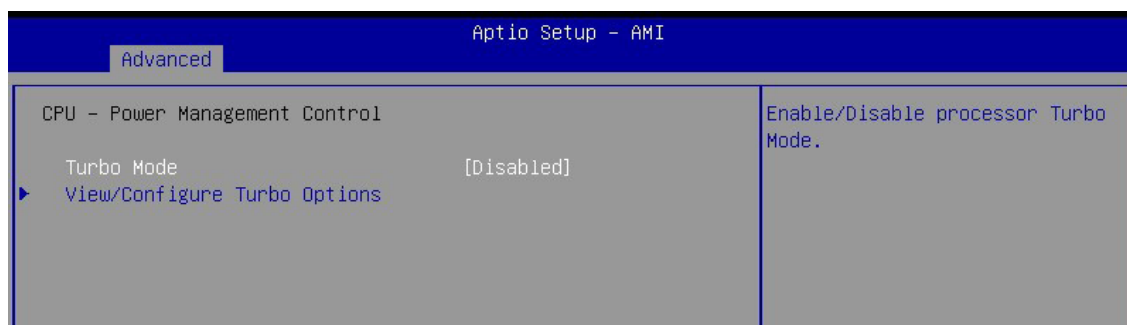 Aptio Setup – AMI
Advanced
CPU – Power Management Control
Turbo Mode [Disabled]
View/Configure Turbo Options
Enable/Disable processor Turbo
Mode.